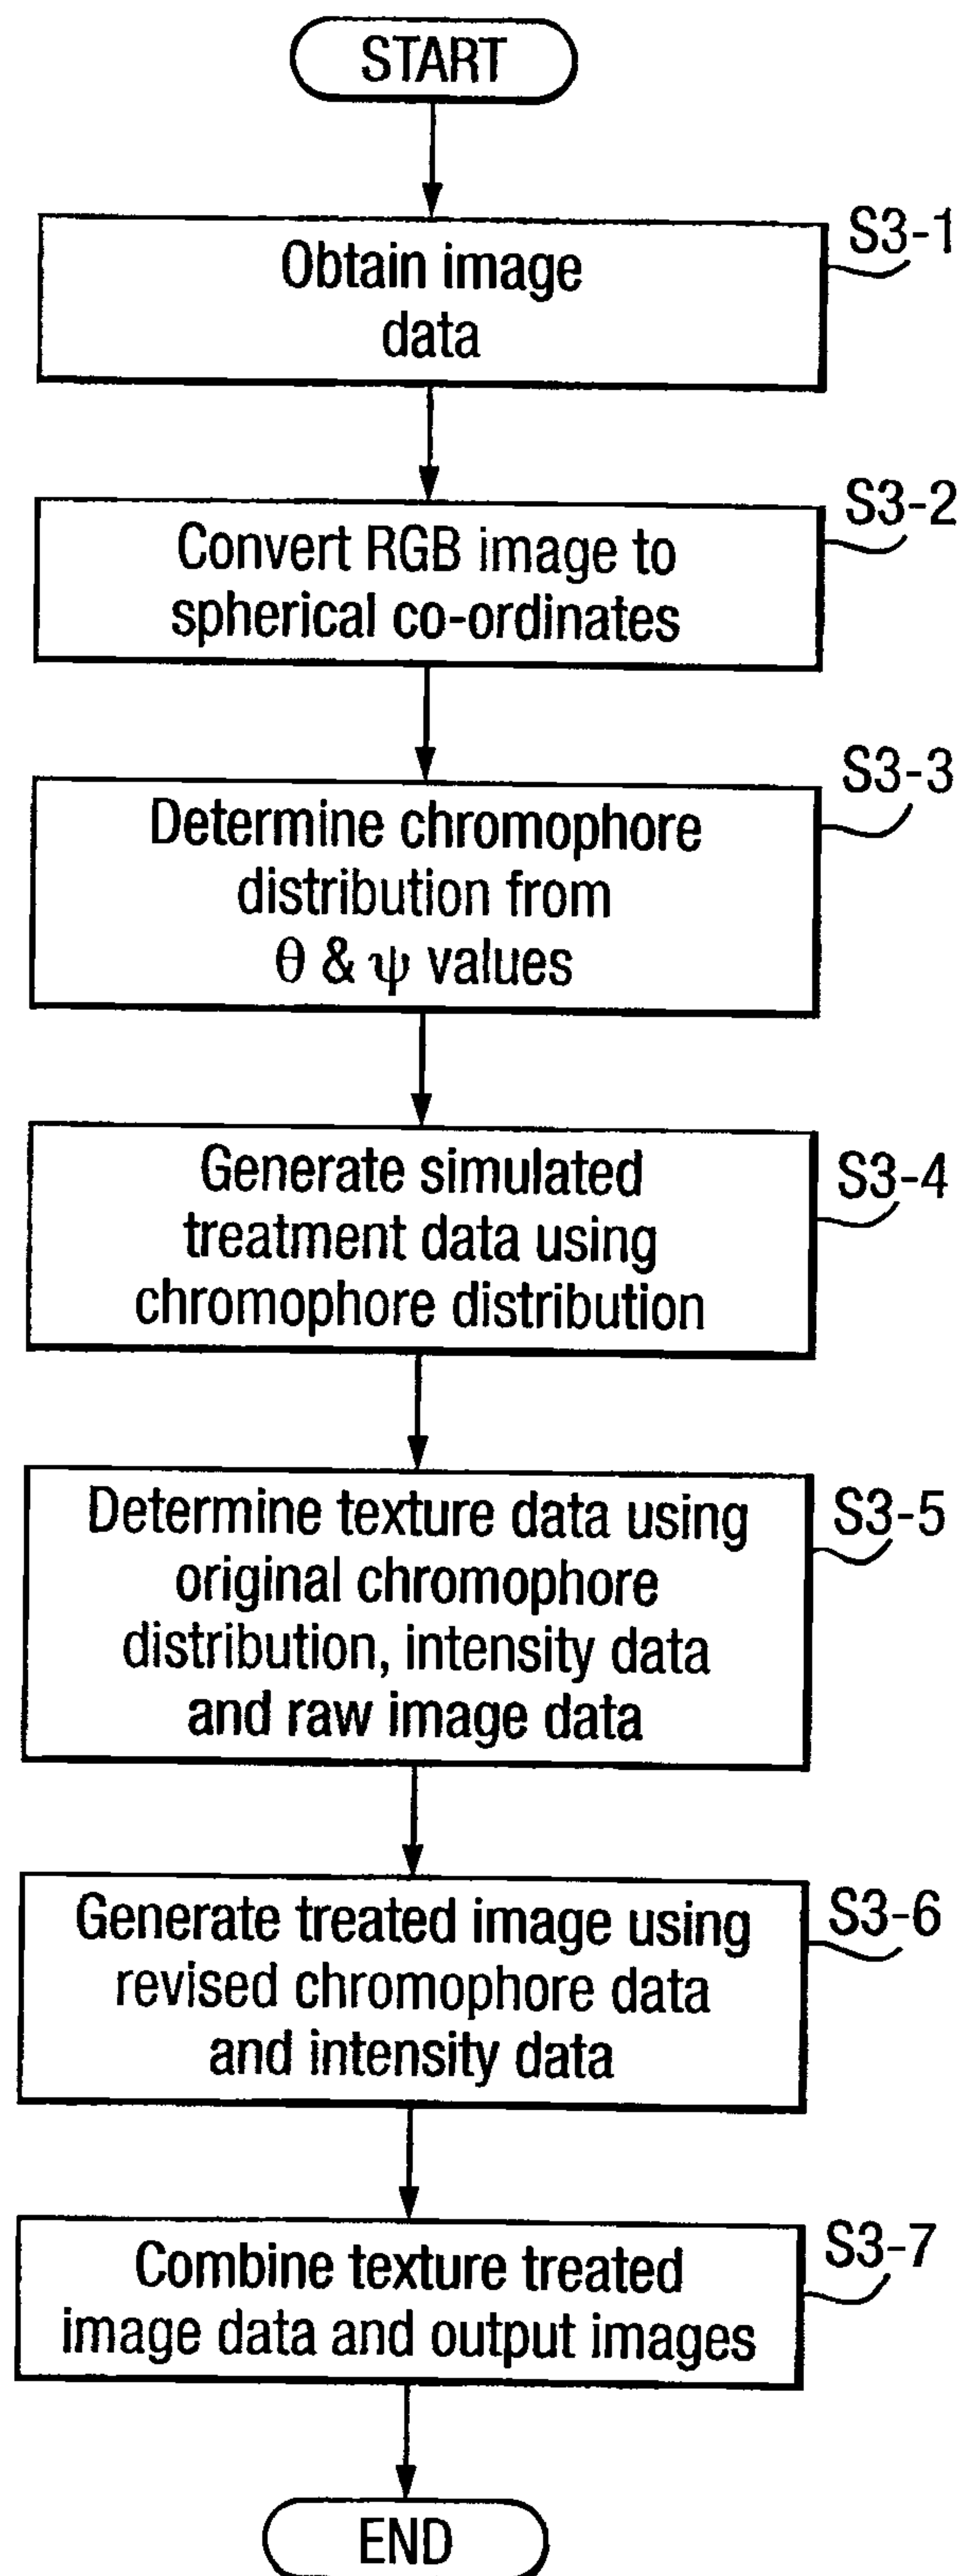 START
S3-1
Obtain image
data
S3-2
Convert RGB image to
spherical co-ordinates
S3-3
Determine chromophore
distribution from
θ & ψ values
S3-4
Generate simulated
treatment data using
chromophore distribution
S3-5
Determine texture data using
original chromophore
distribution, intensity data
and raw image data
S3-6
Generate treated image using
revised chromophore data
and intensity data
S3-7
Combine texture treated
image data and output images
END